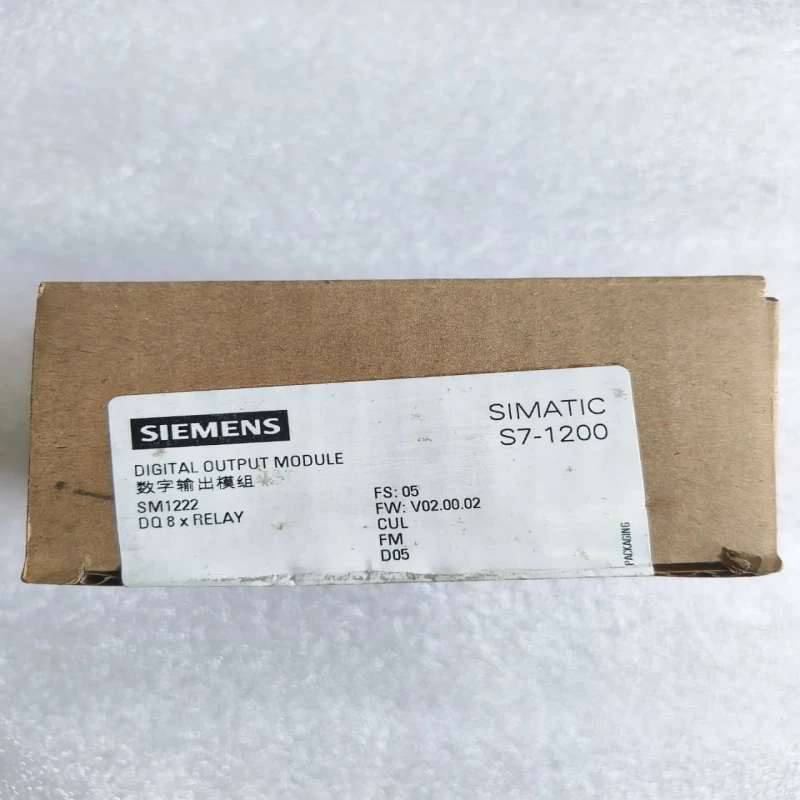 SIEMENS
SIMATIC
S7-1200
DIGITAL OUTPUT MODULE
数字输出模组
SM1222
DQ 8 x RELAY
FS: 05
FW: V02.00.02
CUL
FM
D05
PACKAGING